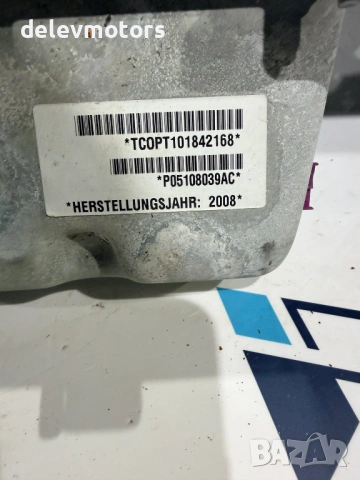 delevmotors
*TCOPT101842168*
*P05108039AC*
*HERSTELLUNGSJAHR: 2008*
BAZAR